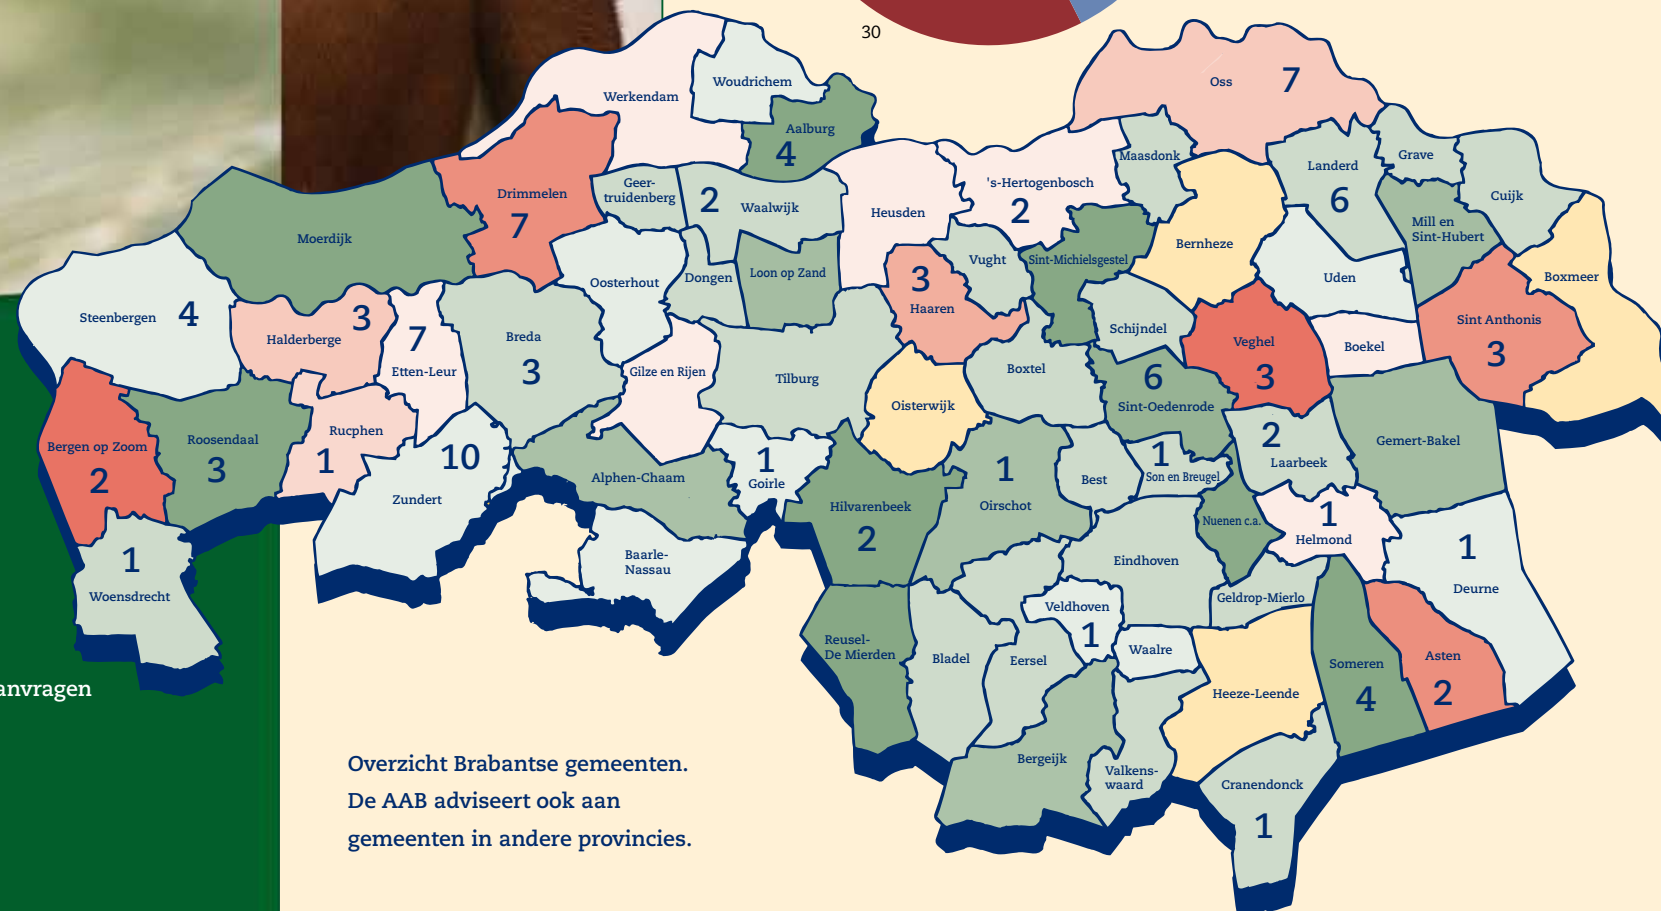 30
Woudrichem
Werkendam
Aalburg
4
Oss 7
Maasdonk
Landerd
6
Grave
Cuijk
Mill en
Sint-Hubert
Drimmelen
7
Geer-
truidenberg
2 Waalwijk
Heusden
's-Hertogenbosch
2
Moerdijk
Bernheze
Vught
Sint-Michielsgestel
Uden
Boxmeer
Oosterhout
Dongen
Loon op Zand
3
Haaren
Steenbergen 4
3
Halderberge
7
Etten-Leur
Breda
3
Gilze en Rijen
Tilburg
Oisterwijk
Boxtel
Schijndel
Veghel
3
Boekel
Sint Anthonis
3
6
Sint-Oedenrode
Bergen op Zoom
2
Roosendaal
3
Rucphen
1
10
Zundert
Alphen-Chaam
1
Goirle
Hilvarenbeek
2
1
Oirschot
Best
1
Son en Breugel
2
Laarbeek
Gemert-Bakel
Nuenen c.a.
1
Helmond
1
Deurne
1
Woensdrecht
Baarle-
Nassau
Eindhoven
Geldrop-Mierlo
Veldhoven
1
Waalre
Reusel-
De Mierden
Bladel
Eersel
Heeze-Leende
Someren
4
Asten
2
anvragen
Bergeijk
Valkens-
waard
Cranendonck
1
Overzicht Brabantse gemeenten.
De AAB adviseert ook aan
gemeenten in andere provincies.